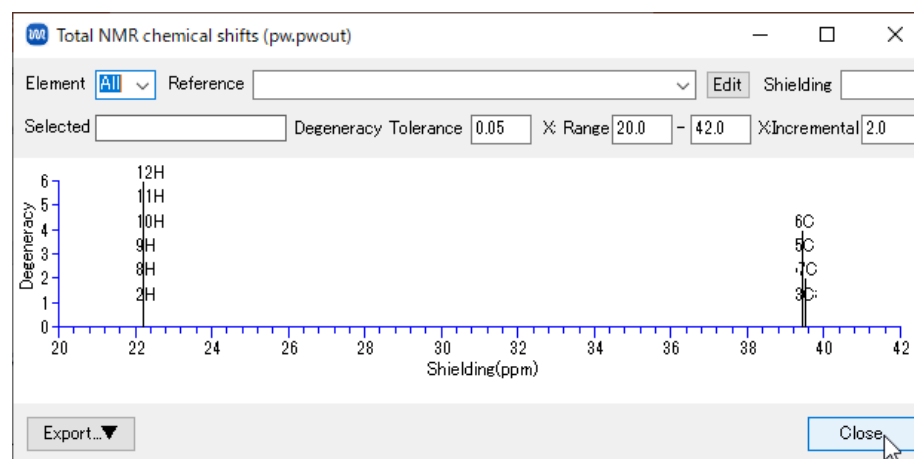 Total NMR chemical shifts (pw.pwout)
Element All Reference Edit Shielding
Selected Degeneracy Tolerance 0.05 X: Range 20.0 - 42.0 X:Incremental 2.0
Degeneracy
6
5
4
3
2
1
0
12H
11H
10H
9H
8H
2H
6C
5C
7C
3C
20 22 24 26 28 30 32 34 36 38 40 42
Shielding(ppm)
Export...▼ Close